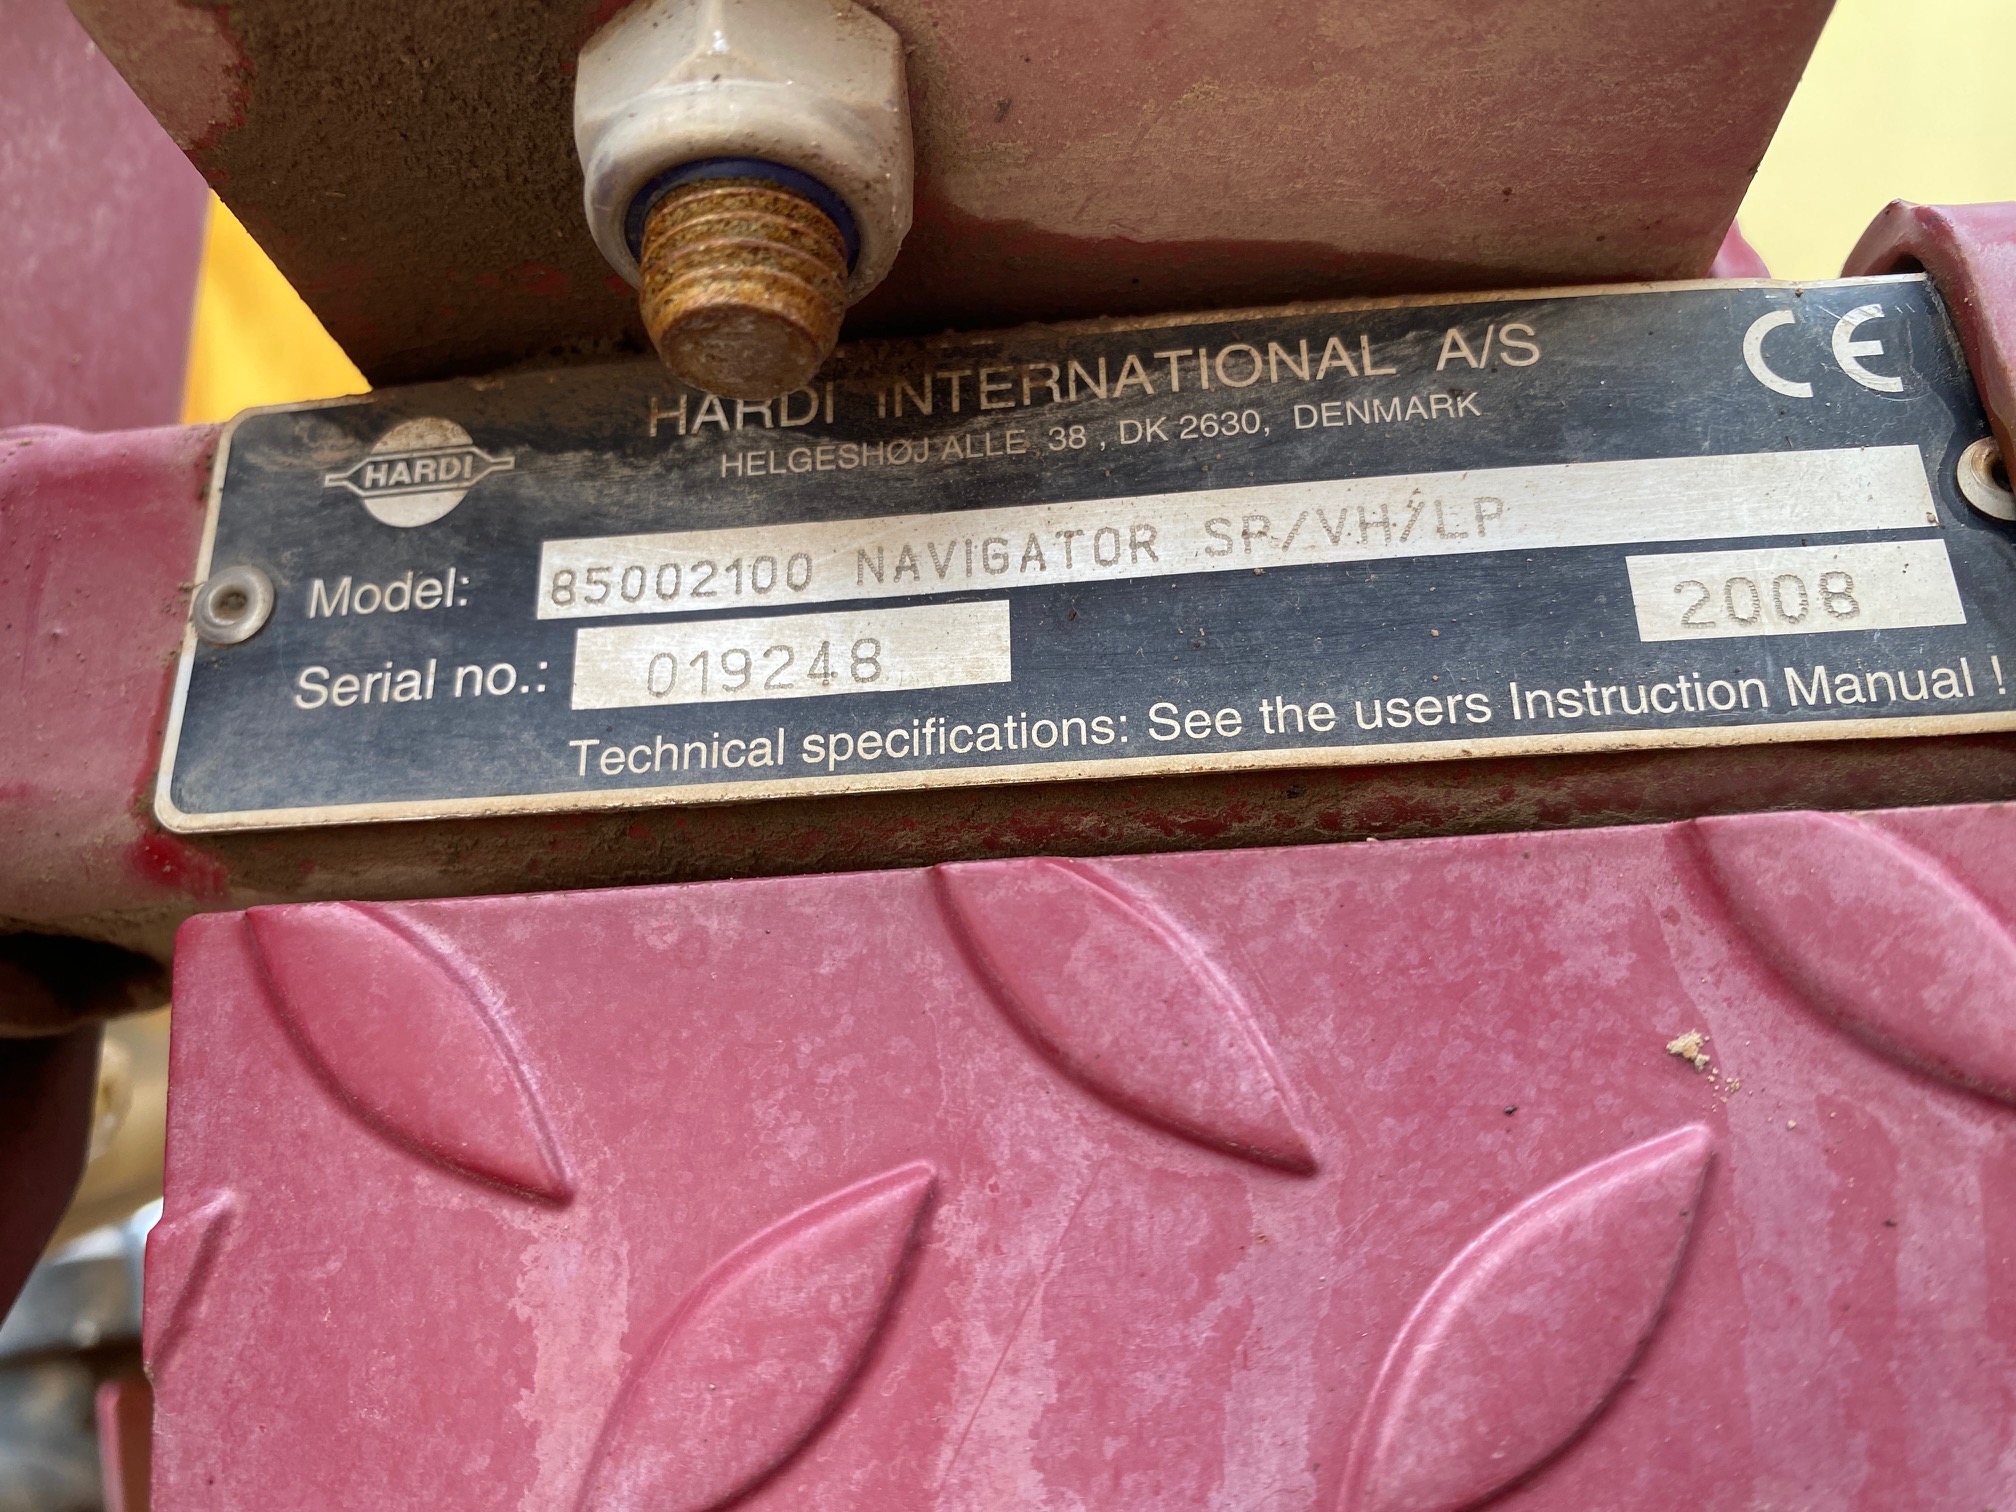 HARDI INTERNATIONAL A/S
CE
HELGESHØJ ALLE 38 , DK 2630, DENMARK
HARDI
Model: 85002100 NAVIGATOR SP/VH/LP
Serial no.: 019248 2008
Technical specifications: See the users Instruction Manual !